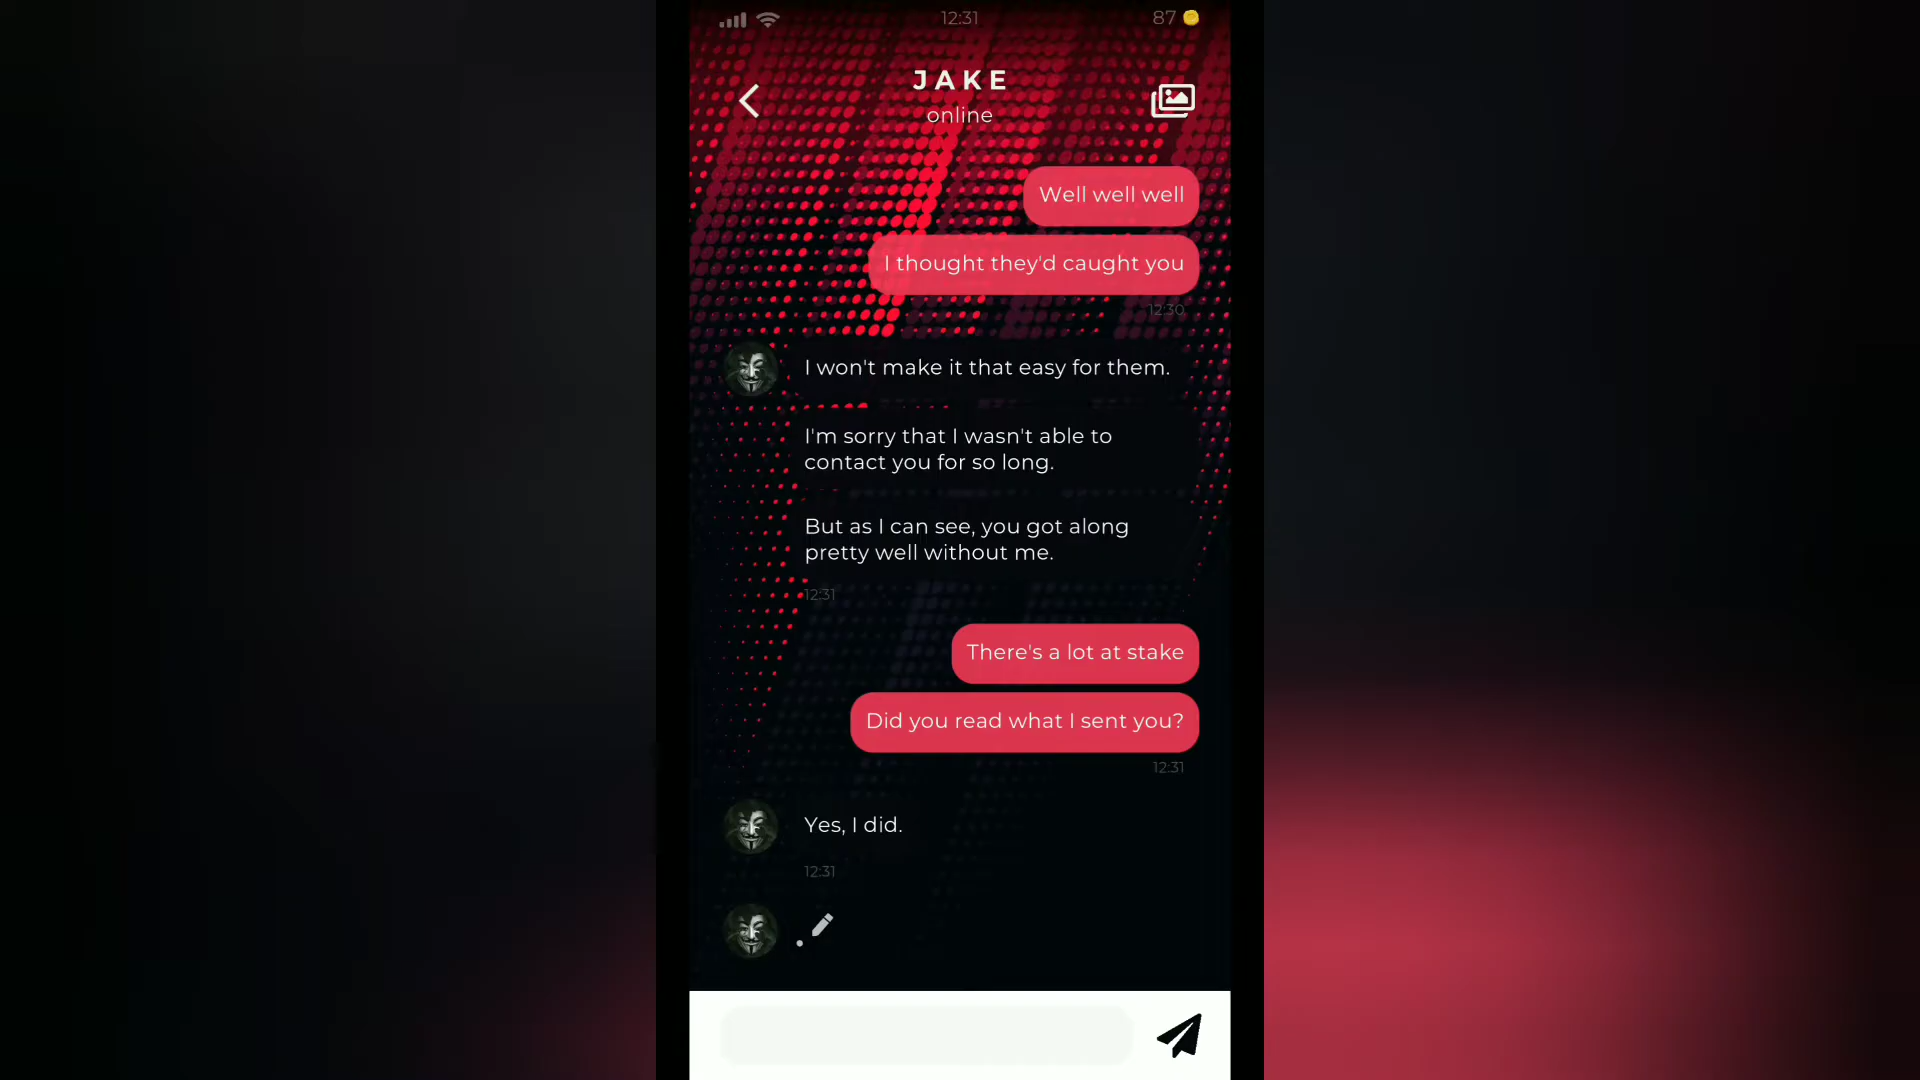 12:31
87
JAKE
online
Well well well
I thought they'd caught you
12:30
I won't make it that easy for them.
I'm sorry that I wasn't able to
contact you for so long.
But as I can see, you got along
pretty well without me.
12:31
There's a lot at stake
Did you read what I sent you?
12:31
Yes, I did.
12:31